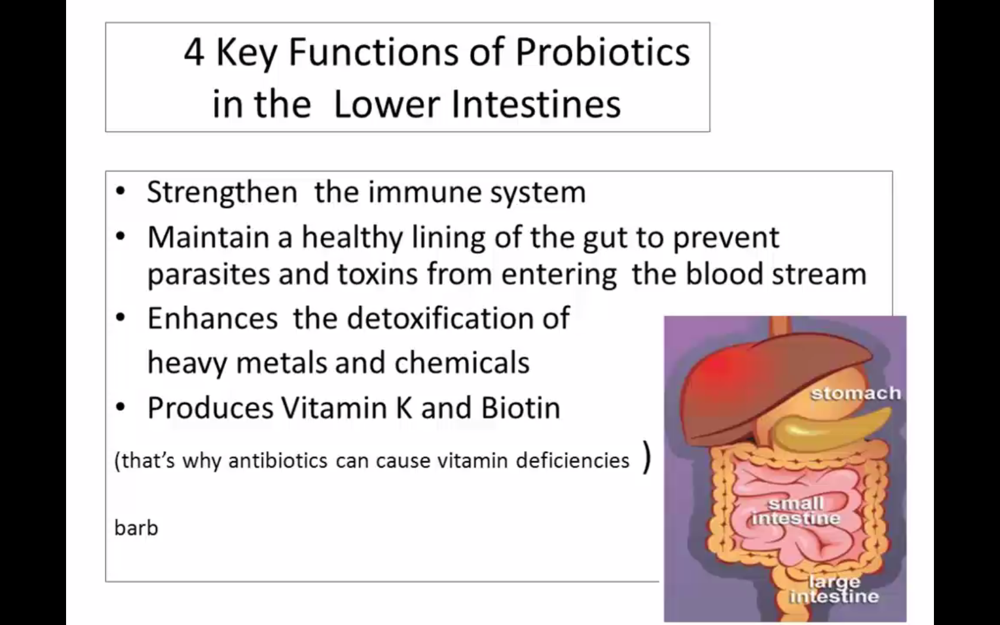 4 Key Functions of Probiotics
in the Lower Intestines
• Strengthen the immune system
• Maintain a healthy lining of the gut to prevent
parasites and toxins from entering the blood stream
• Enhances the detoxification of
heavy metals and chemicals
• Produces Vitamin K and Biotin
(that's why antibiotics can cause vitamin deficiencies )
barb
stomach
small
intestine
large
intestine